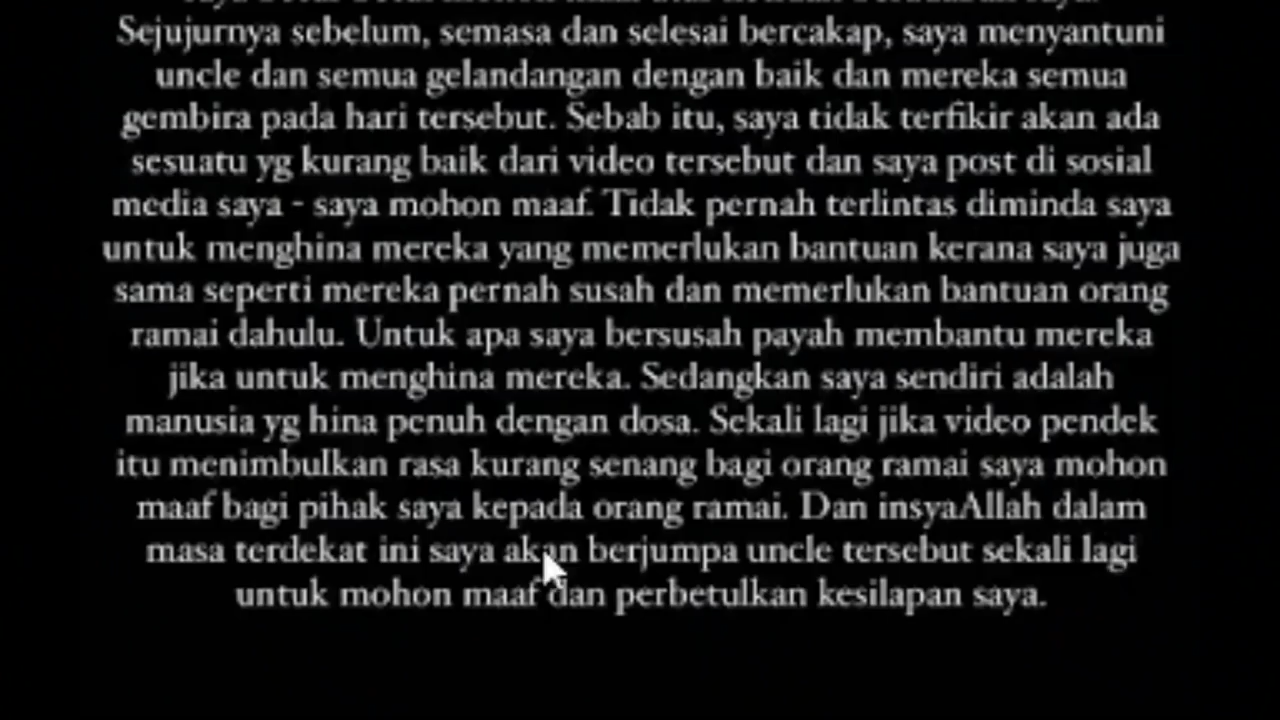 Sejujurnya sebelum, semasa dan selesai bercakap, saya menyantuni
uncle dan semua gelandangan dengan baik dan mereka semua
gembira pada hari tersebut. Sebab itu, saya tidak terfikir akan ada
sesuatu yg kurang baik dari video tersebut dan saya post di sosial
media saya - saya mohon maaf. Tidak pernah terlintas diminda saya
untuk menghina mereka yang memerlukan bantuan kerana saya juga
sama seperti mereka pernah susah dan memerlukan bantuan orang
ramai dahulu. Untuk apa saya bersusah payah membantu mereka
jika untuk menghina mereka. Sedangkan saya sendiri adalah
manusia yg hina penuh dengan dosa. Sekali lagi jika video pendek
itu menimbulkan rasa kurang senang bagi orang ramai saya mohon
maaf bagi pihak saya kepada orang ramai. Dan insyaAllah dalam
masa terdekat ini saya akan berjumpa uncle tersebut sekali lagi
untuk mohon maaf dan perbetulkan kesilapan saya.